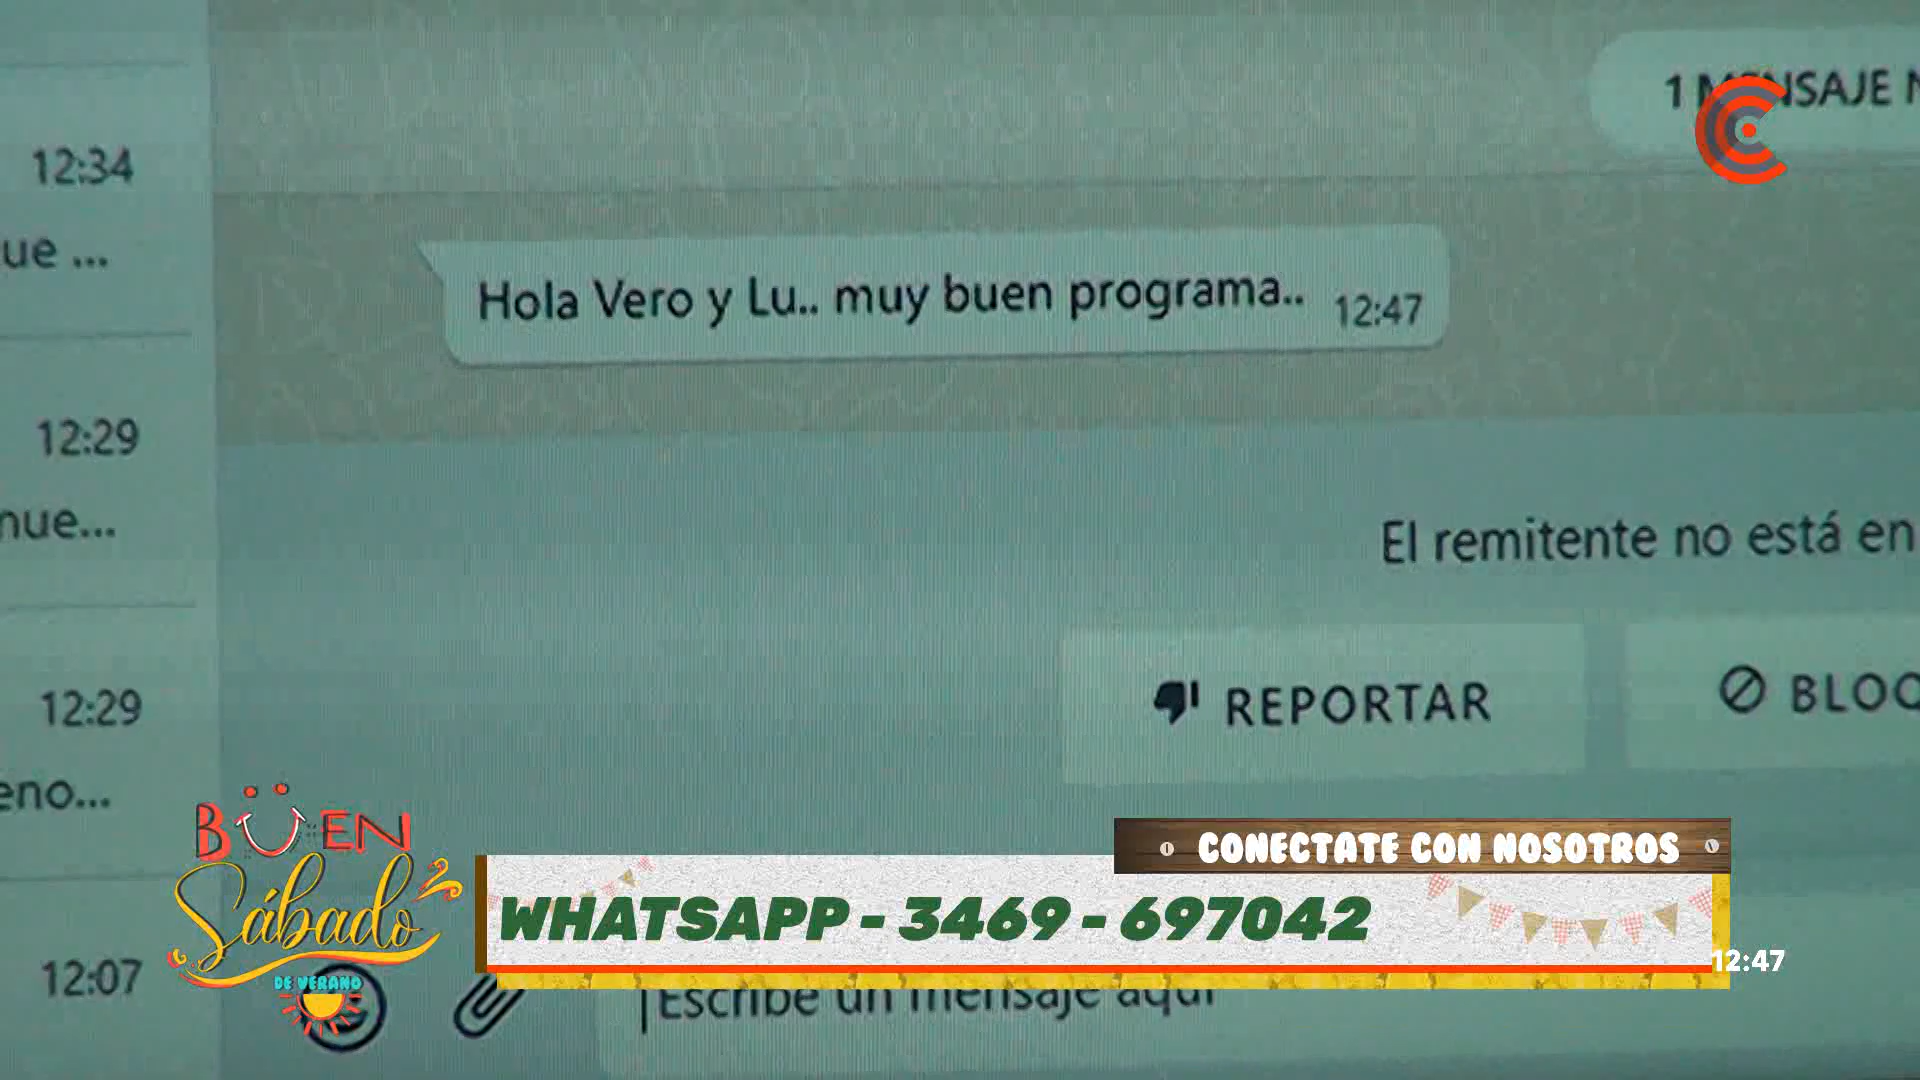 1 MENSAJE N
12:34
ue ...
Hola Vero y Lu.. muy buen programa.. 12:47
12:29
nue...
El remitente no está en
12:29
REPORTAR
BLOQ
eno...
BUEN
Sábado
DE VERANO
CONECTATE CON NOSOTROS
WHATSAPP - 3469 - 697042
12:47
12:07
Escribe un mensaje aquí